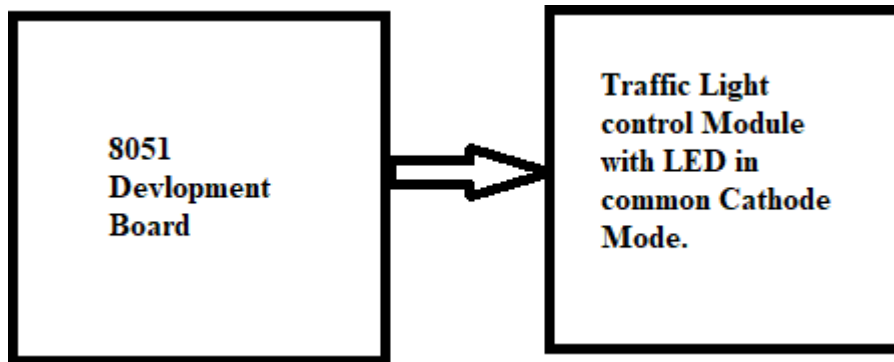 8051
Devlopment
Board
Traffic Light
control Module
with LED in
common Cathode
Mode.